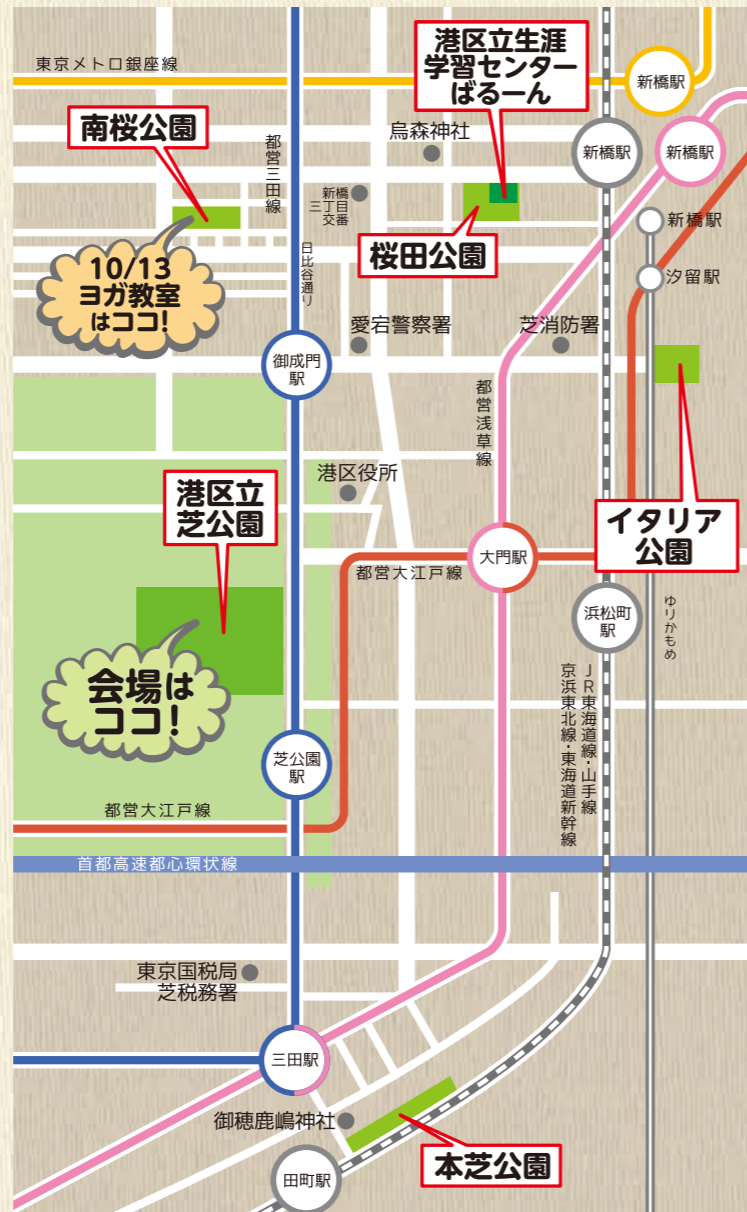 東京メトロ銀座線
港区立生涯
学習センター
ばるーん
新橋駅
南桜公園
都営三田線
烏森神社
新橋駅
新橋駅
新橋
三丁目
交番
新橋駅
桜田公園
日比谷通り
10/13
ヨガ教室
はココ!
汐留駅
愛宕警察署
芝消防署
御成門
駅
都営浅草線
港区役所
港区立
芝公園
イタリア
公園
大門駅
都営大江戸線
浜松町
駅
ゆりかもめ
会場は
ココ!
JR東海道線・山手線
京浜東北線・東海道新幹線
芝公園
駅
都営大江戸線
首都高速都心環状線
東京国税局
芝税務署
三田駅
御穂鹿嶋神社
本芝公園
田町駅